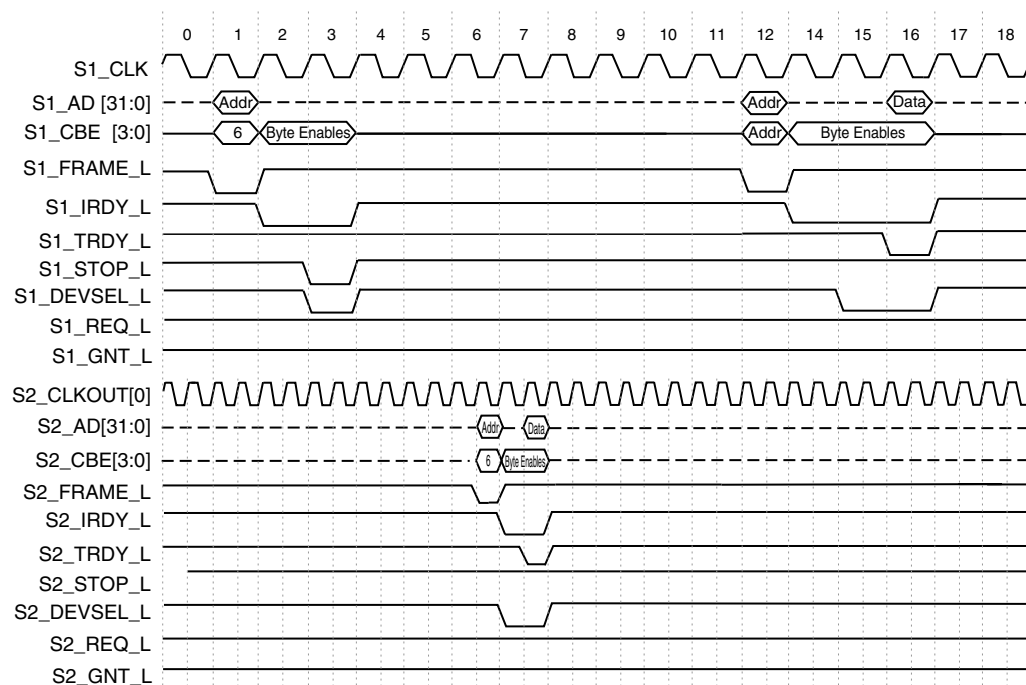 0 1 2 3 4 5 6 7 8 9 10 11 12 14 15 16 17 18
S1_CLK
S1_AD [31:0] Addr Addr Data
S1_CBE [3:0] 6 Byte Enables Addr Byte Enables
S1_FRAME_L
S1_IRDY_L
S1_TRDY_L
S1_STOP_L
S1_DEVSEL_L
S1_REQ_L
S1_GNT_L
S2_CLKOUT[0]
S2_AD[31:0] Addr Data
S2_CBE[3:0] 6 Byte Enables
S2_FRAME_L
S2_IRDY_L
S2_TRDY_L
S2_STOP_L
S2_DEVSEL_L
S2_REQ_L
S2_GNT_L